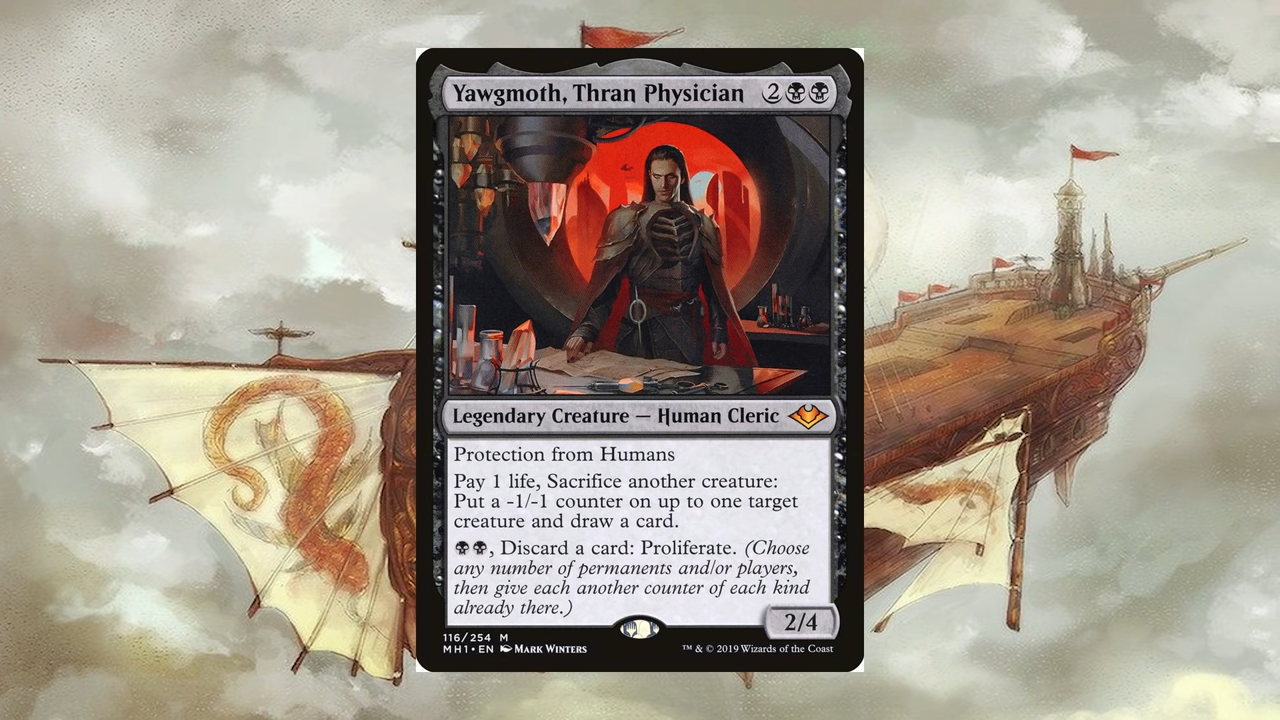 Yawgmoth, Thran Physician 2
Legendary Creature — Human Cleric
Protection from Humans
Pay 1 life, Sacrifice another creature:
Put a -1/-1 counter on up to one target
creature and draw a card.
, Discard a card: Proliferate. (Choose
any number of permanents and/or players,
then give each another counter of each kind
already there.)
2/4
116/254 M
MH1 • EN Mark Winters
™ & © 2019 Wizards of the Coast